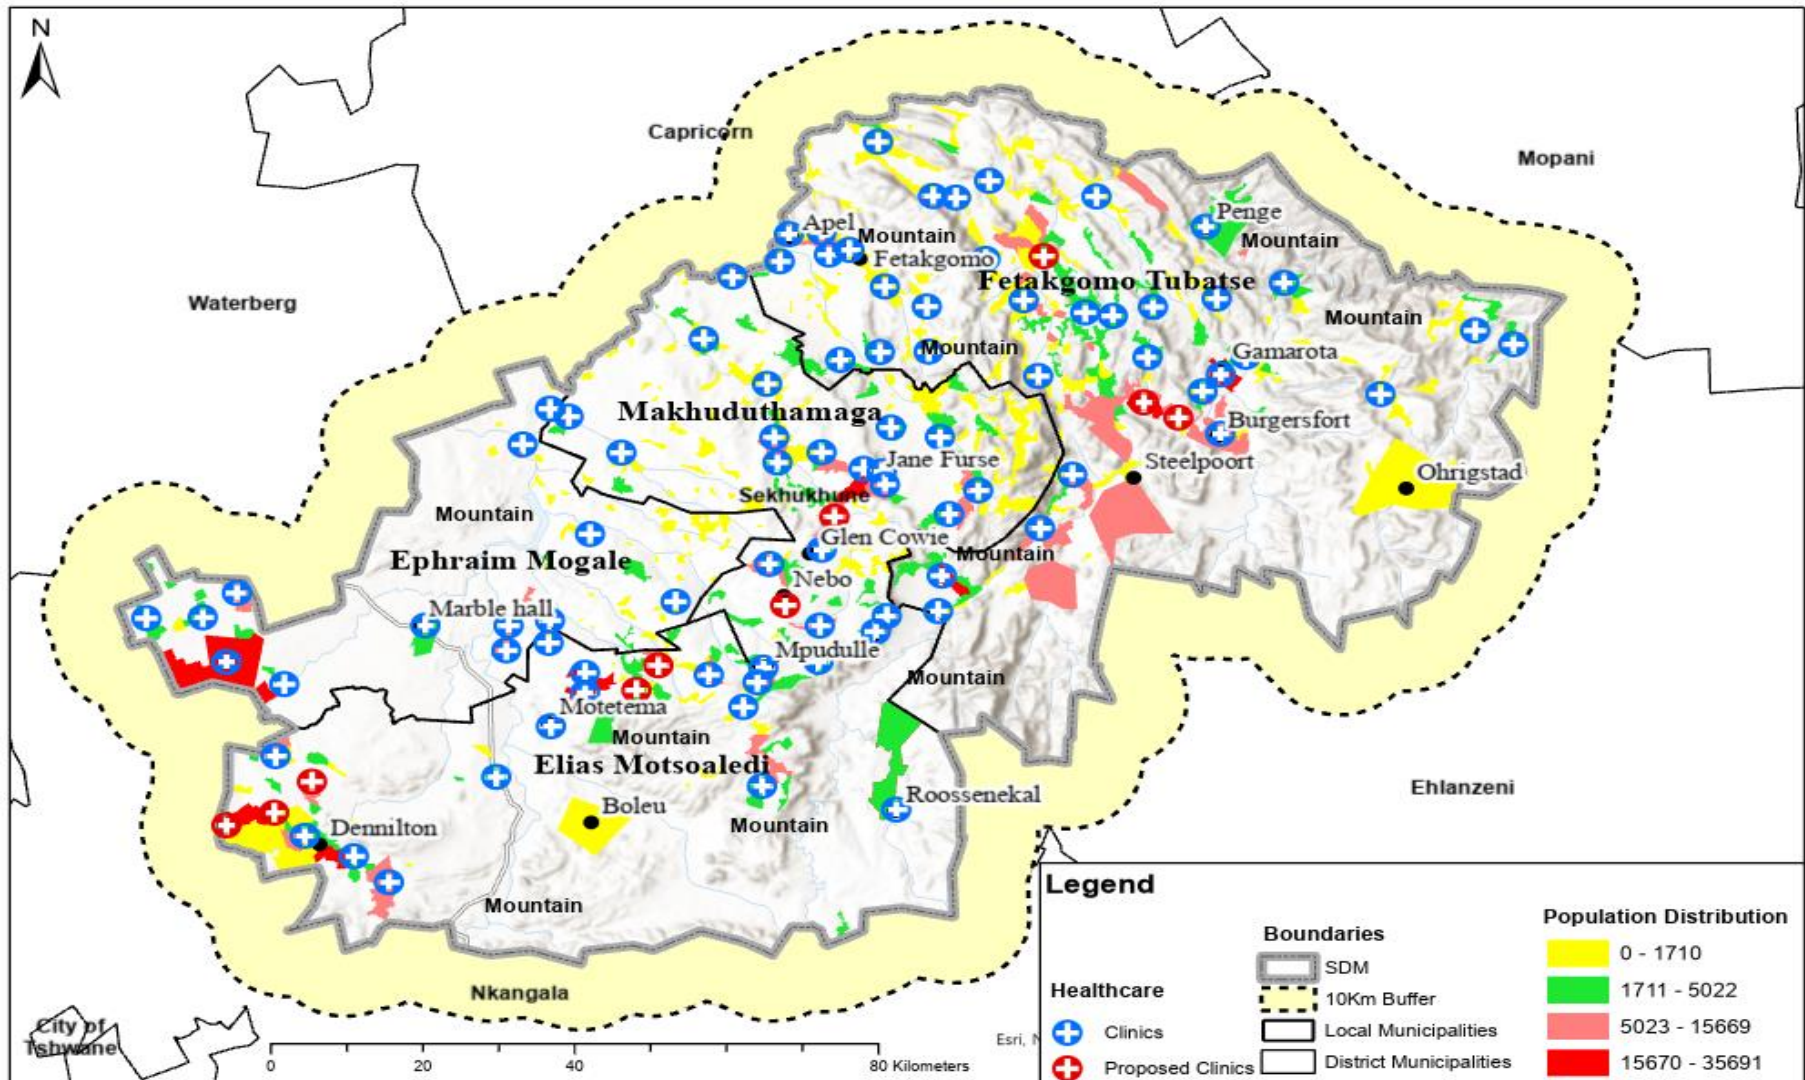 N
Capricorn
Mopani
Waterberg
Apel
Mountain
Fetakgomo
Penge
Mountain
Fetakgomo Tubatse
Mountain
Mountain
Gamarota
Makhuduthamaga
Burgersfort
Jane Furse
Steelpoort
Ohrigstad
Sekhukhune
Mountain
Glen Cowie
Mountain
Ephraim Mogale
Nebo
Marble hall
Mpudulle
Mountain
Motetema
Mountain
Elias Motsoaledi
Roossenekal
Boleu
Mountain
Dennilton
Ehlanzeni
Mountain
Nkangala
City of
Tshwane
0 20 40 80 Kilometers
Esri, N
Legend
Healthcare
Clinics
Proposed Clinics
Boundaries
SDM
10Km Buffer
Local Municipalities
District Municipalities
Population Distribution
0 - 1710
1711 - 5022
5023 - 15669
15670 - 35691